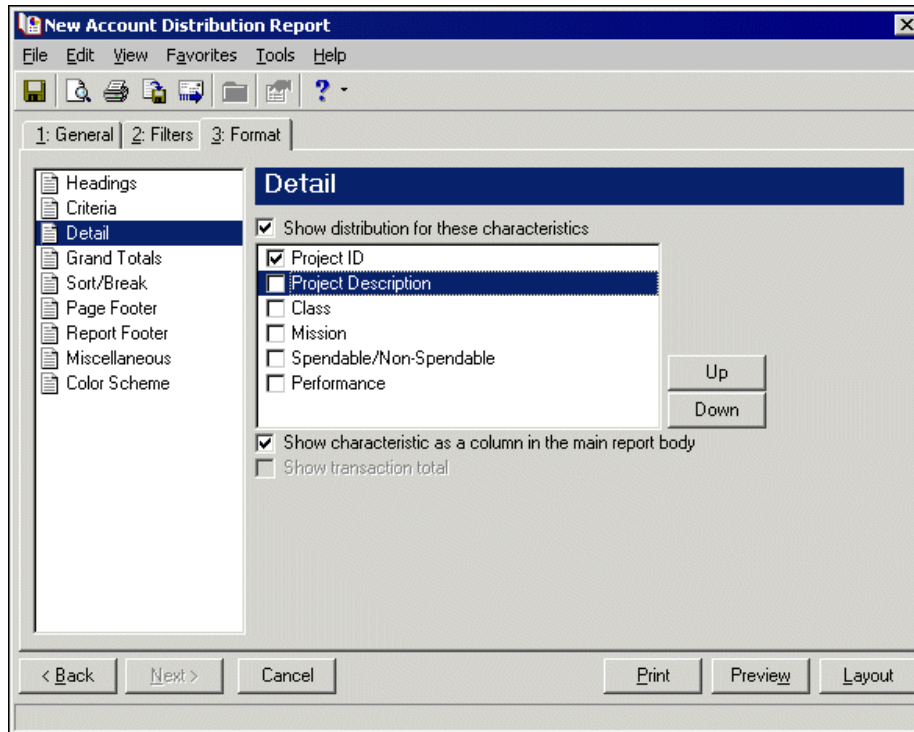 New Account Distribution Report
File Edit View Favorites Tools Help
1: General 2: Filters 3: Format
Headings
Criteria
Detail
Grand Totals
Sort/Break
Page Footer
Report Footer
Miscellaneous
Color Scheme
Detail
Show distribution for these characteristics
Project ID
Project Description
Class
Mission
Spendable/Non-Spendable
Performance
Up
Down
Show characteristic as a column in the main report body
Show transaction total
< Back Next > Cancel Print Preview Layout